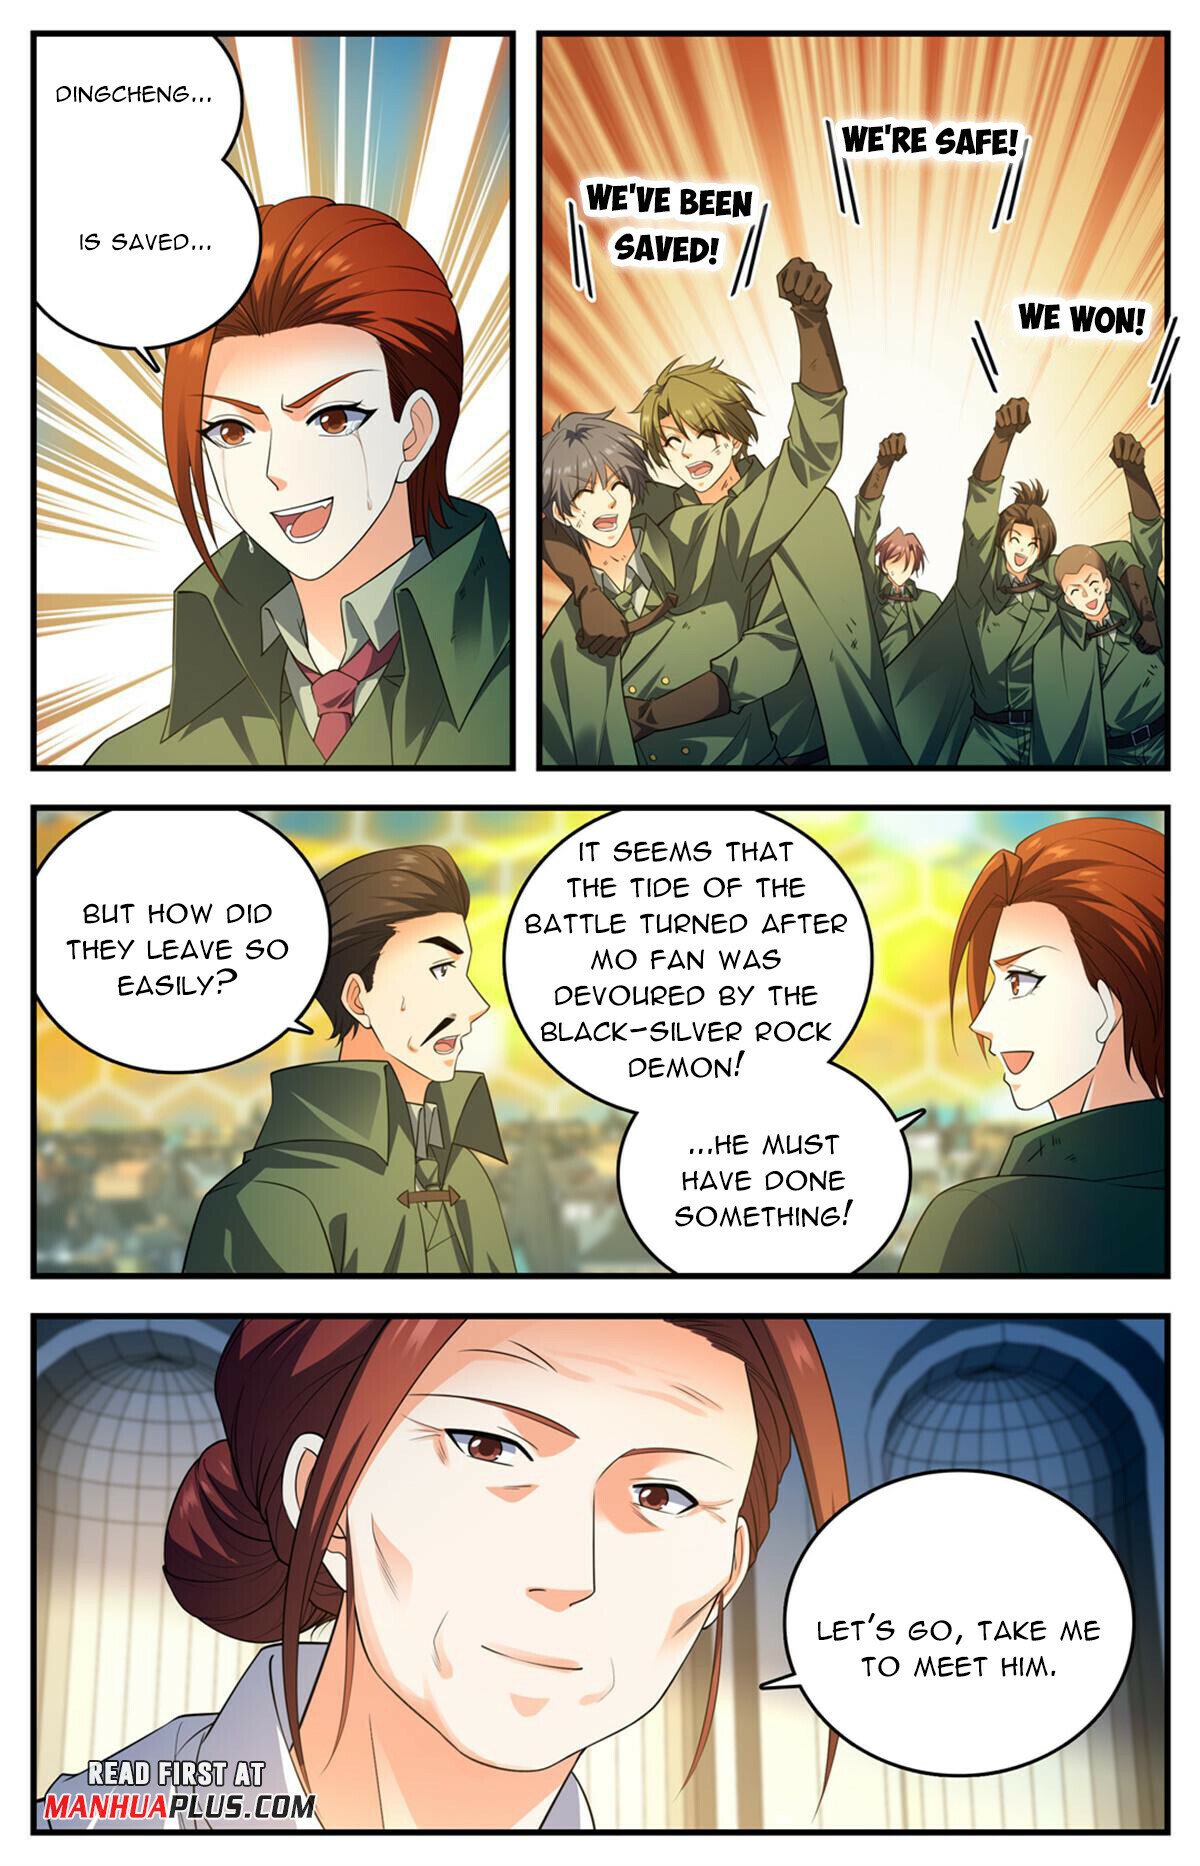 DINGCHENG...
IS SAVED...
WE'RE SAFE!
WE'VE BEEN
SAVED!
WE WON!
BUT HOW DID
THEY LEAVE SO
EASILY?
IT SEEMS THAT
THE TIDE OF THE
BATTLE TURNED AFTER
MO FAN WAS
DEVOURED BY THE
BLACK-SILVER ROCK
DEMON!
...HE MUST
HAVE DONE
SOMETHING!
LET'S GO, TAKE ME
TO MEET HIM.
READ FIRST AT
MANHUAPLUS.COM